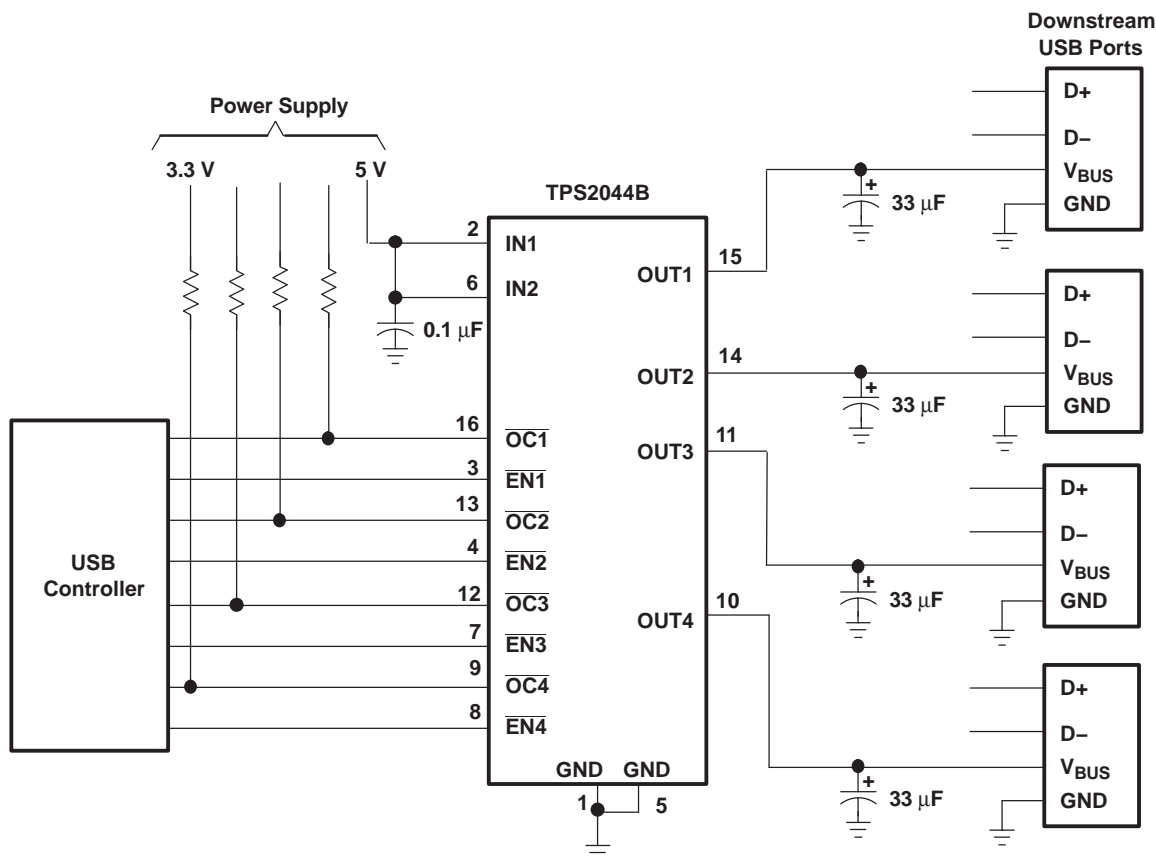 Downstream
USB Ports
Power Supply
3.3 V
5 V
TPS2044B
D+
D−
VBUS
GND
33 μF
2
IN1
6
IN2
0.1 μF
15
OUT1
D+
D−
VBUS
GND
33 μF
14
OUT2
16
OC1
3
EN1
13
OC2
4
EN2
12
OC3
7
EN3
9
OC4
8
EN4
USB
Controller
11
OUT3
D+
D−
VBUS
GND
33 μF
10
OUT4
D+
D−
VBUS
GND
33 μF
GND GND
1
5